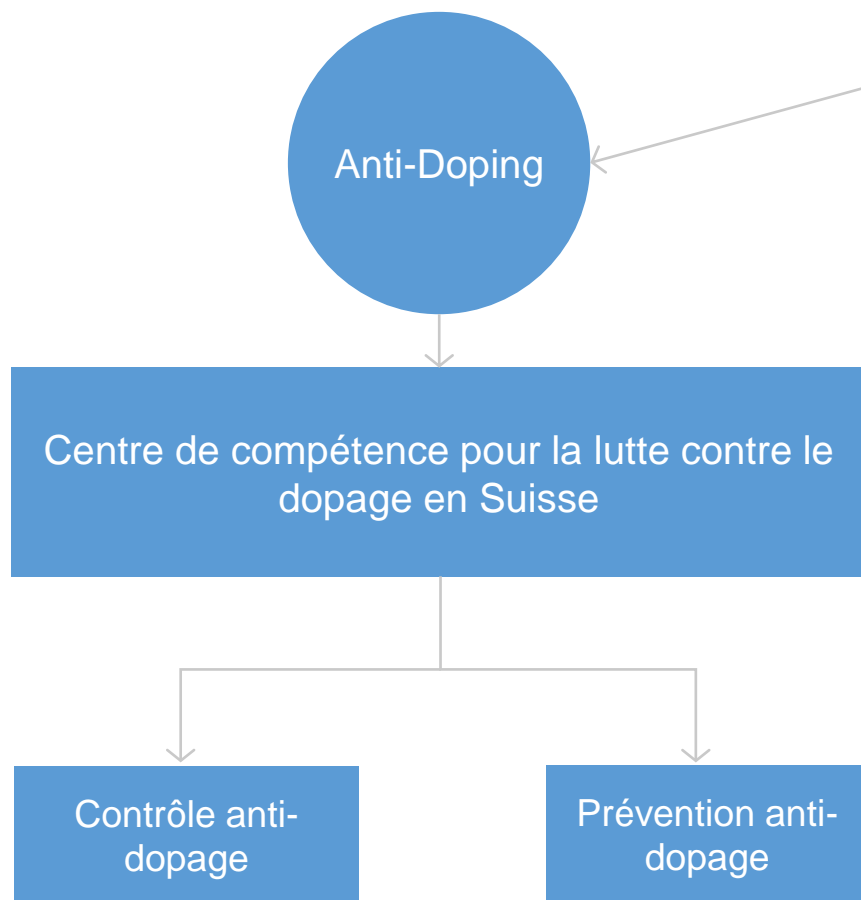 Anti-Doping
Centre de compétence pour la lutte contre le
dopage en Suisse
Contrôle anti-
dopage
Prévention anti-
dopage